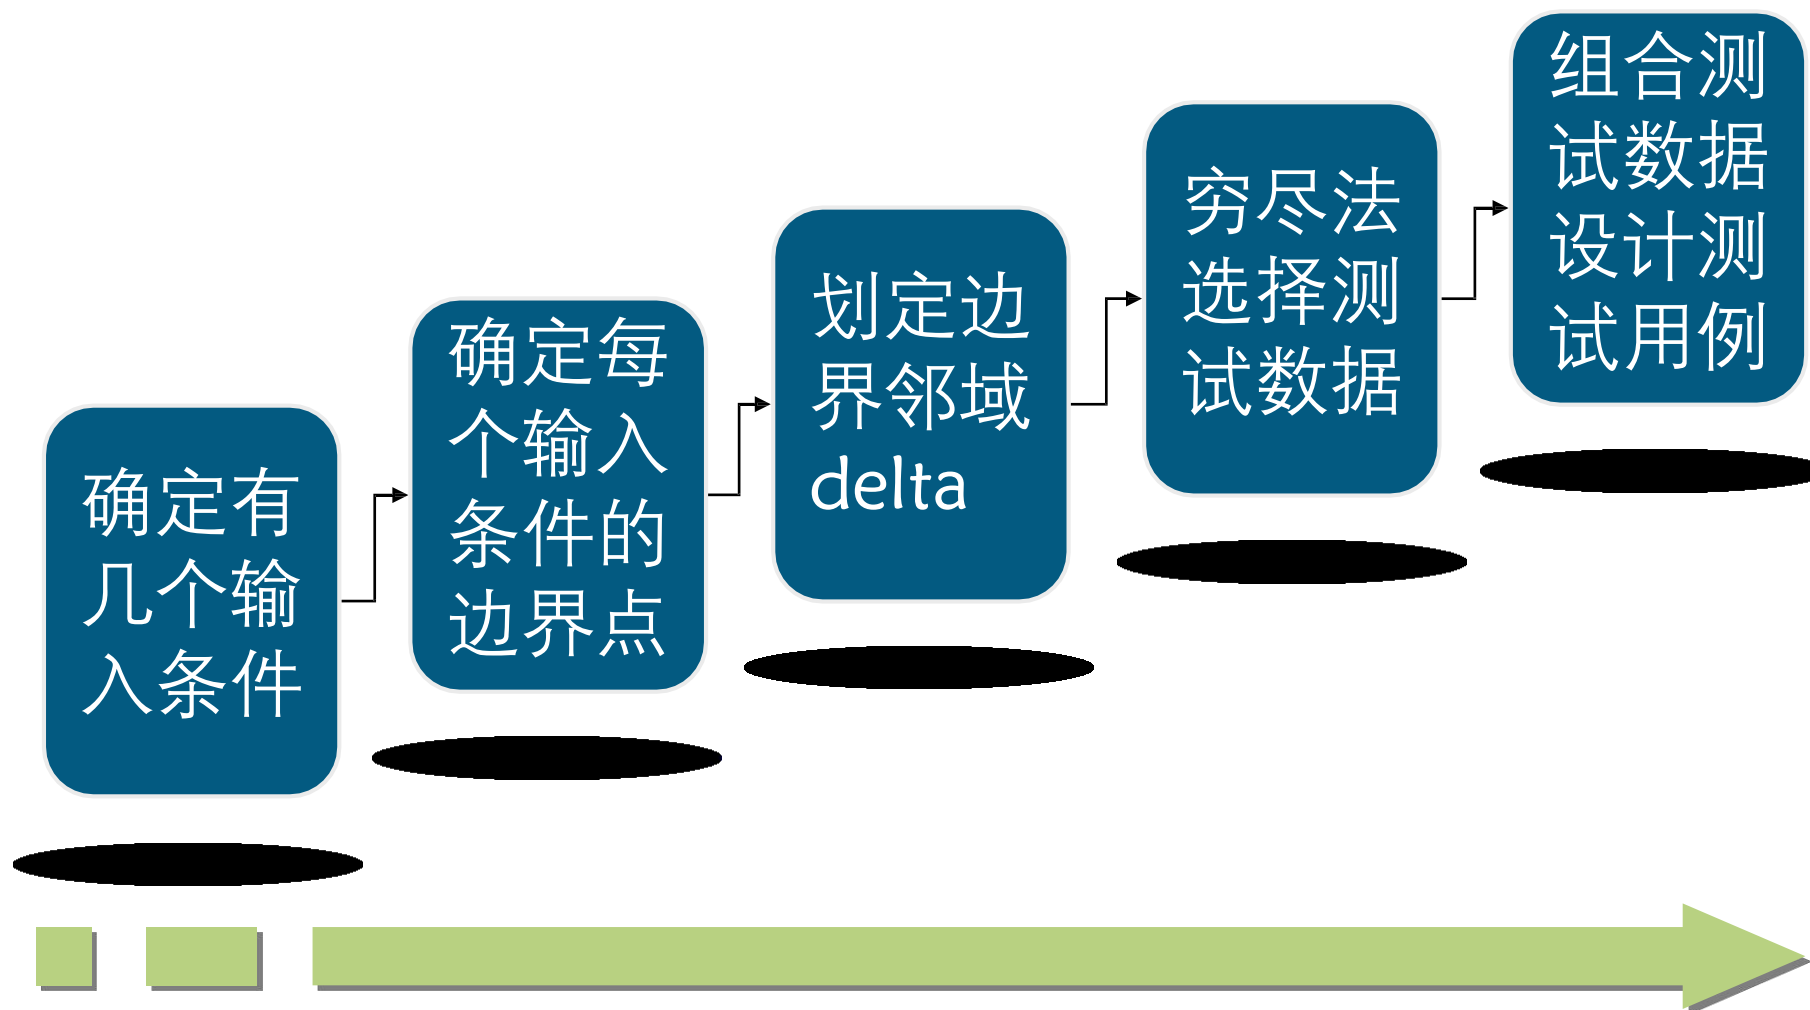 确定有
几个输
入条件
确定每
个输入
条件的
边界点
划定边
界邻域
delta
穷尽法
选择测
试数据
组合测
试数据
设计测
试用例